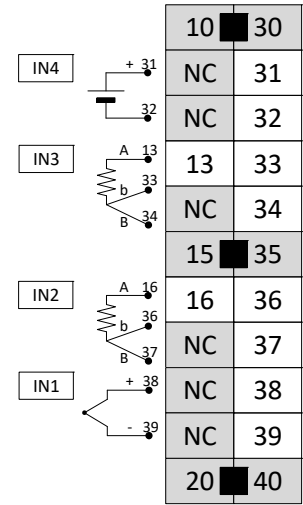 10 30
IN4 + 31 NC 31
32 NC 32
IN3 A 13 13 33
b 33
B 34 NC 34
15 35
IN2 A 16 16 36
b 36
B 37 NC 37
IN1 + 38 NC 38
- 39 NC 39
20 40